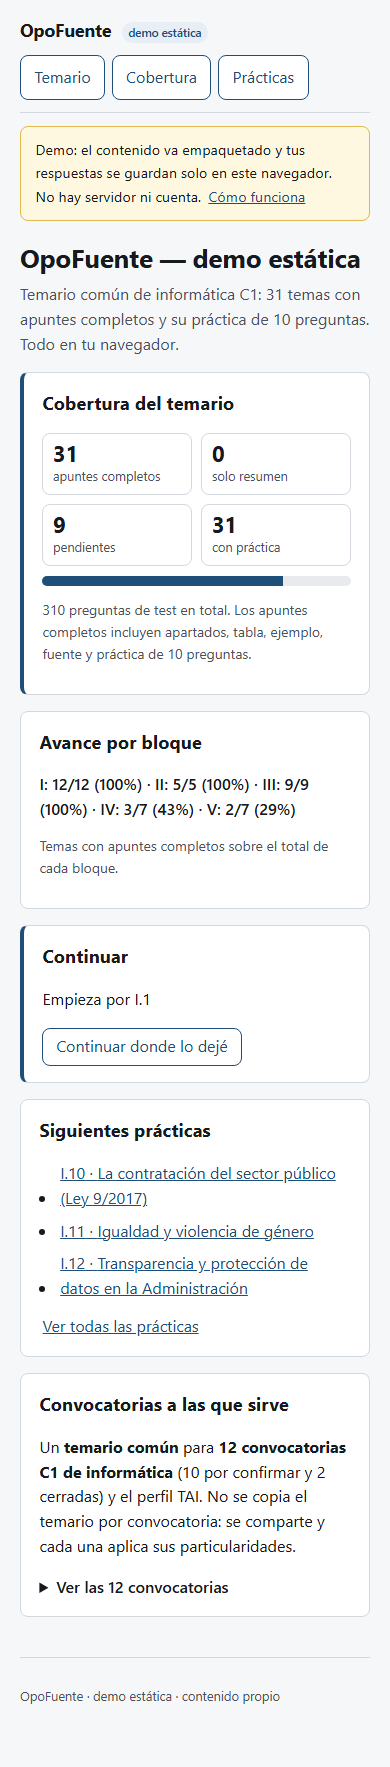 OpoFuente demo estática
Temario Cobertura Prácticas
Demo: el contenido va empaquetado y tus
respuestas se guardan solo en este navegador.
No hay servidor ni cuenta. Cómo funciona
OpoFuente — demo estática
Temario común de informática C1: 31 temas con
apuntes completos y su práctica de 10 preguntas.
Todo en tu navegador.
Cobertura del temario
31
apuntes completos
0
solo resumen
9
pendientes
31
con práctica
310 preguntas de test en total. Los apuntes
completos incluyen apartados, tabla, ejemplo,
fuente y práctica de 10 preguntas.
Avance por bloque
I: 12/12 (100%) · II: 5/5 (100%) · III: 9/9
(100%) · IV: 3/7 (43%) · V: 2/7 (29%)
Temas con apuntes completos sobre el total de
cada bloque.
Continuar
Empieza por I.1
Continuar donde lo dejé
Siguientes prácticas
I.10 · La contratación del sector público
(Ley 9/2017)
I.11 · Igualdad y violencia de género
I.12 · Transparencia y protección de
datos en la Administración
Ver todas las prácticas
Convocatorias a las que sirve
Un temario común para 12 convocatorias
C1 de informática (10 por confirmar y 2
cerradas) y el perfil TAI. No se copia el
temario por convocatoria: se comparte y
cada una aplica sus particularidades.
Ver las 12 convocatorias
OpoFuente · demo estática · contenido propio